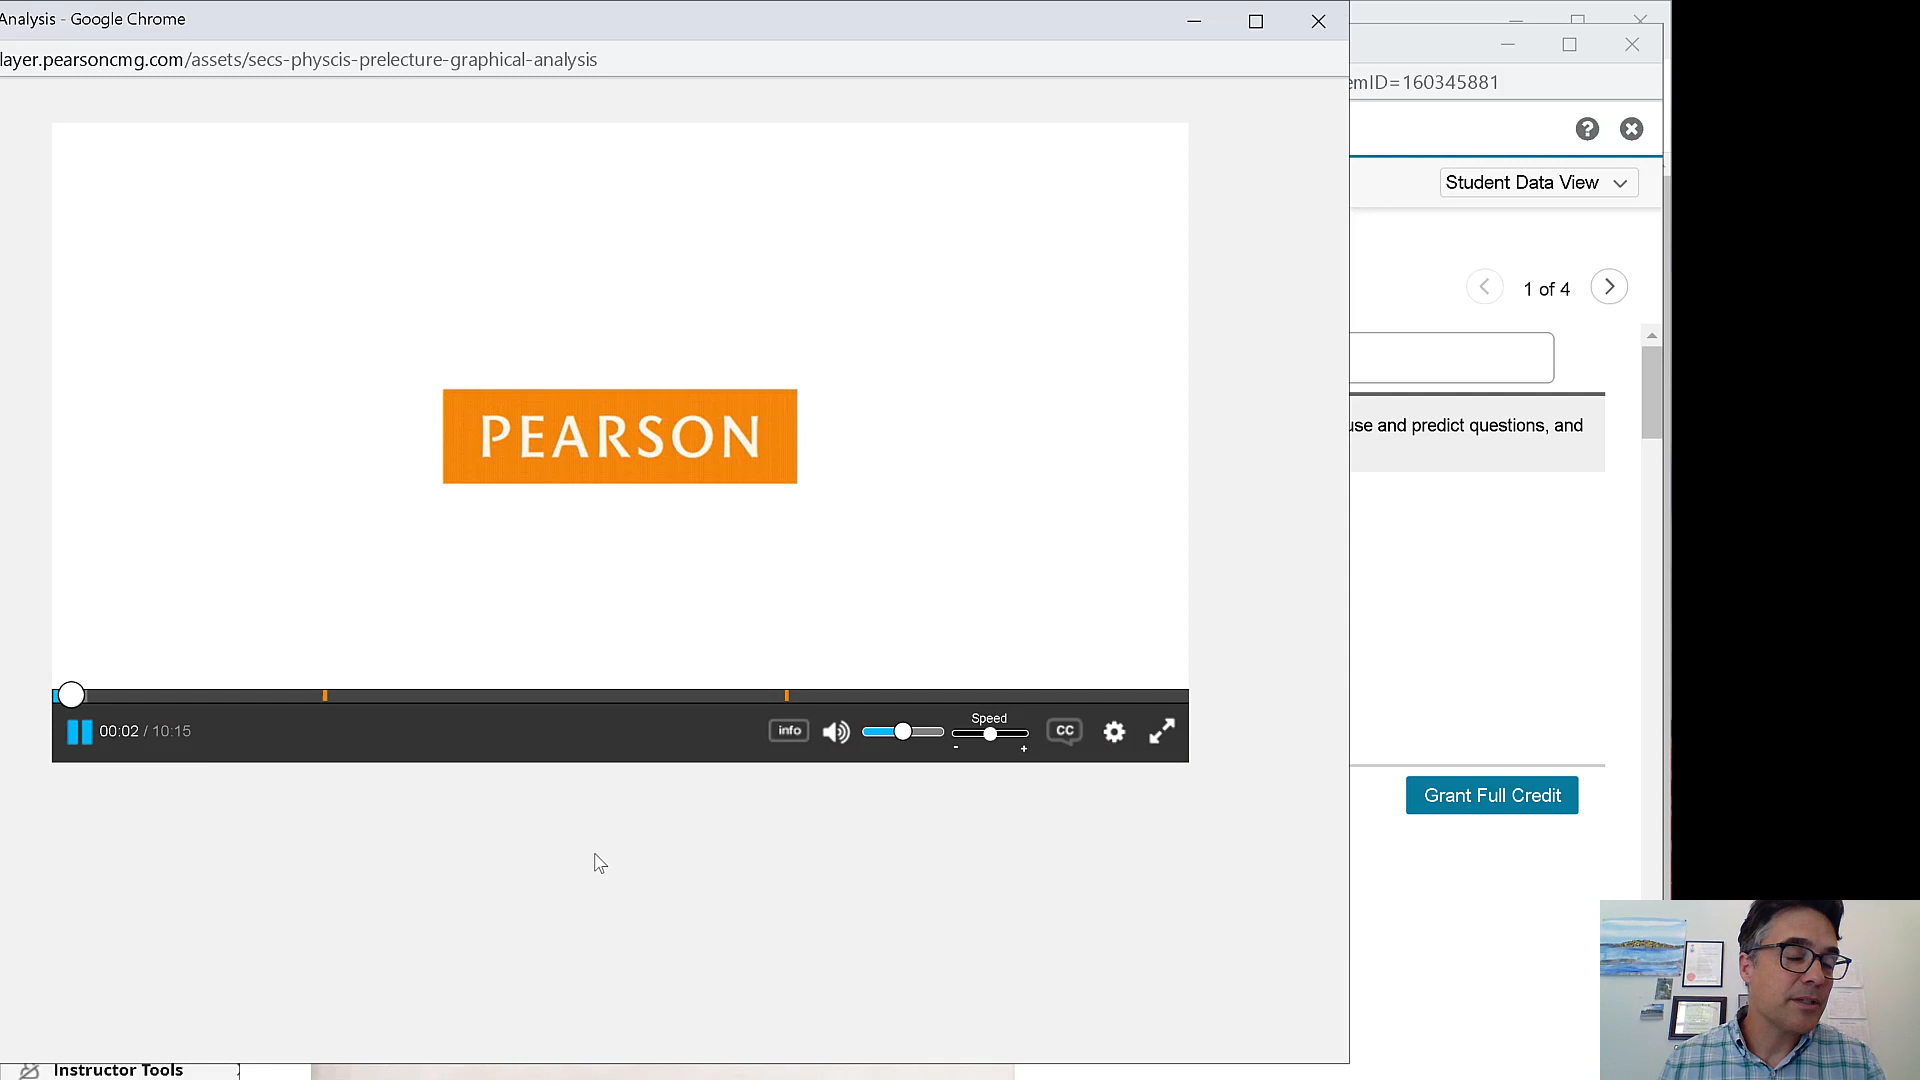 Analysis - Google Chrome
layer.pearsoncmg.com/assets/secs-physcis-prelecture-graphical-analysis
emID=160345881
?
Student Data View
1 of 4
PEARSON
use and predict questions, and
00:02 / 10:15
info
Speed
- +
CC
Grant Full Credit
Instructor Tools